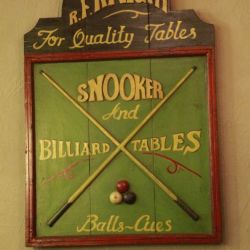 For Quality Tables
SNOOKER
And
BILLIARD TABLES
Balls~Cues